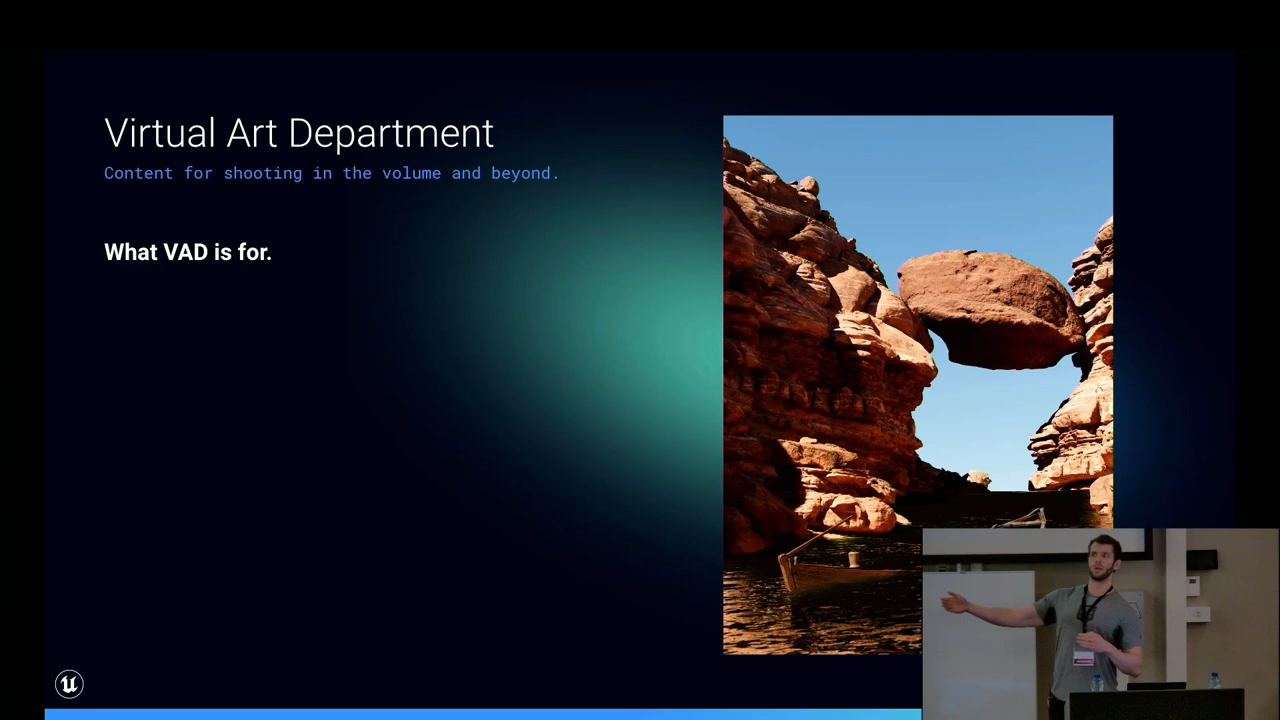 Virtual Art Department
Content for shooting in the volume and beyond.
What VAD is for.